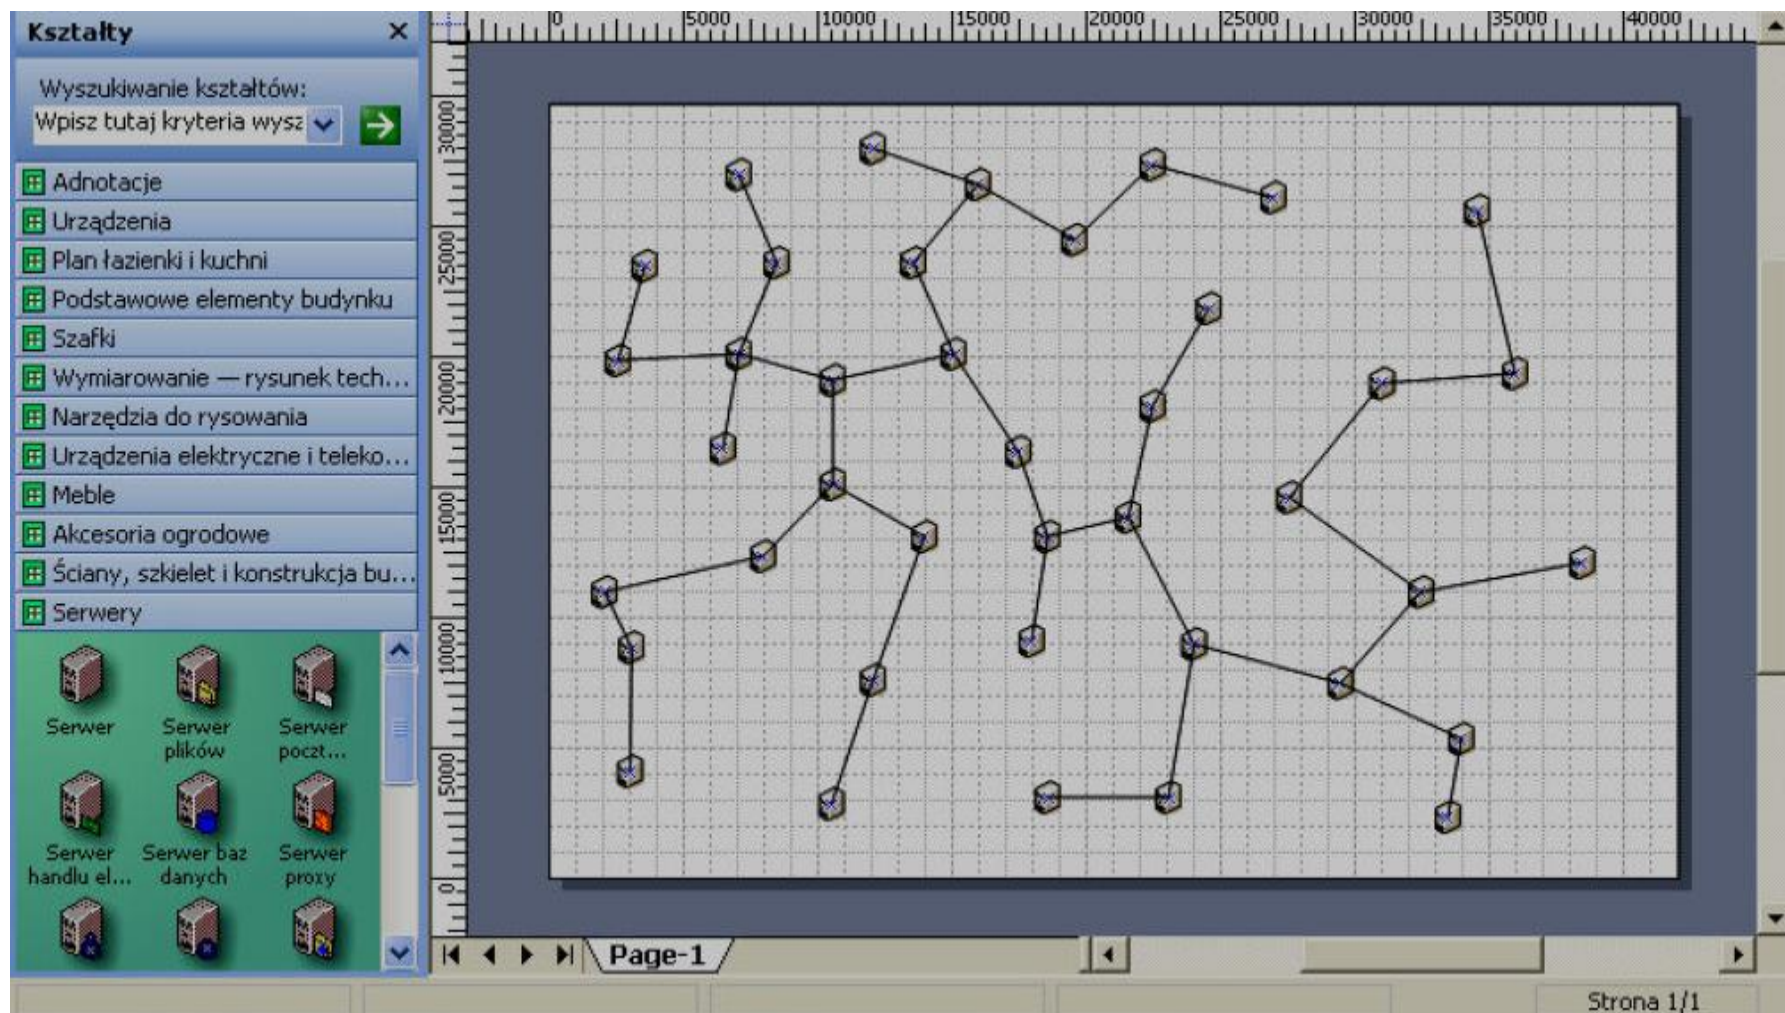 Kształty
Wyszukiwanie kształtów:
Wpisz tutaj kryteria wysz
Adnotacje
Urządzenia
Plan łazienki i kuchni
Podstawowe elementy budynku
Szafki
Wymiarowanie — rysunek tech...
Narzędzia do rysowania
Urządzenia elektryczne i teleko...
Meble
Akcesoria ogrodowe
Ściany, szkielet i konstrukcja bu...
Serwery
Serwer
Serwer plików
Serwer poczt...
Serwer handlu el...
Serwer baz danych
Serwer proxy
0 5000 10000 15000 20000 25000 30000 35000 40000
30000
25000
20000
15000
10000
5000
0
Page-1
Strona 1/1